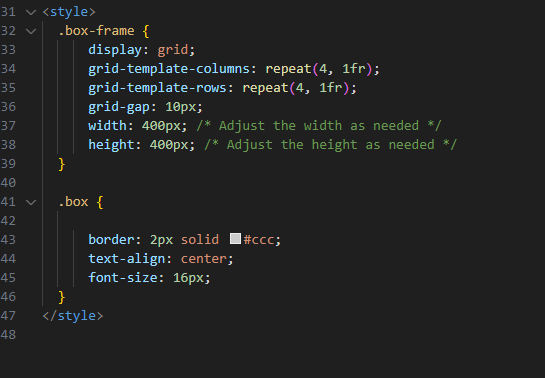 31 <style>
32 .box-frame {
33 display: grid;
34 grid-template-columns: repeat(4, 1fr);
35 grid-template-rows: repeat(4, 1fr);
36 grid-gap: 10px;
37 width: 400px; /* Adjust the width as needed */
38 height: 400px; /* Adjust the height as needed */
39 }
40
41 .box {
42
43 border: 2px solid #ccc;
44 text-align: center;
45 font-size: 16px;
46 }
47 </style>
48